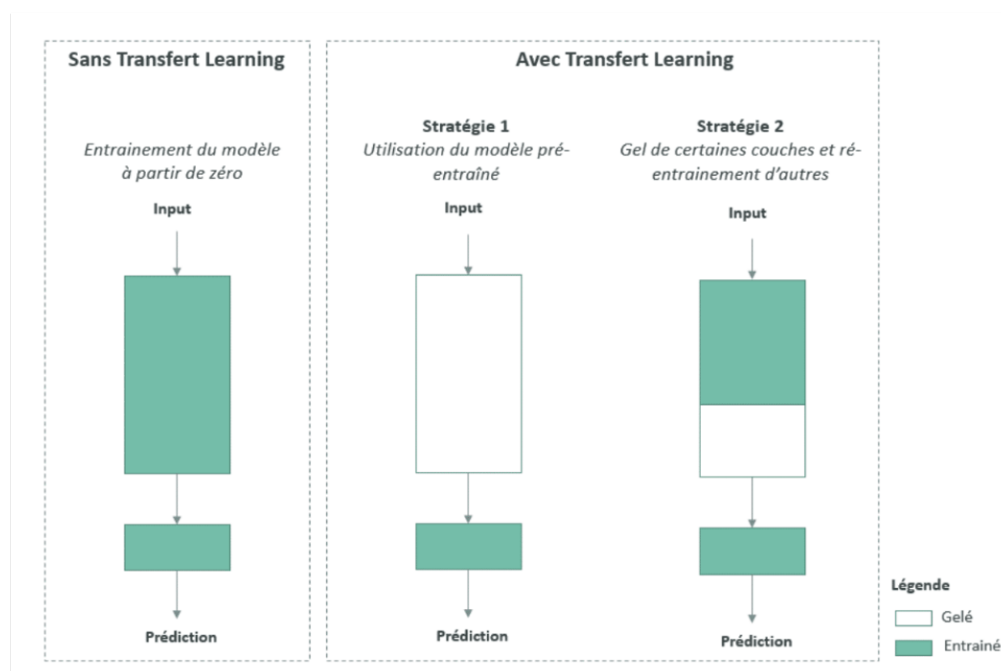 Sans Transfert Learning
Entrainement du modèle
à partir de zéro
Input
Prédiction
Avec Transfert Learning
Stratégie 1
Utilisation du modèle pré-
entraîné
Input
Prédiction
Stratégie 2
Gel de certaines couches et ré-
entrainement d'autres
Input
Prédiction
Légende
Gelé
Entrainé